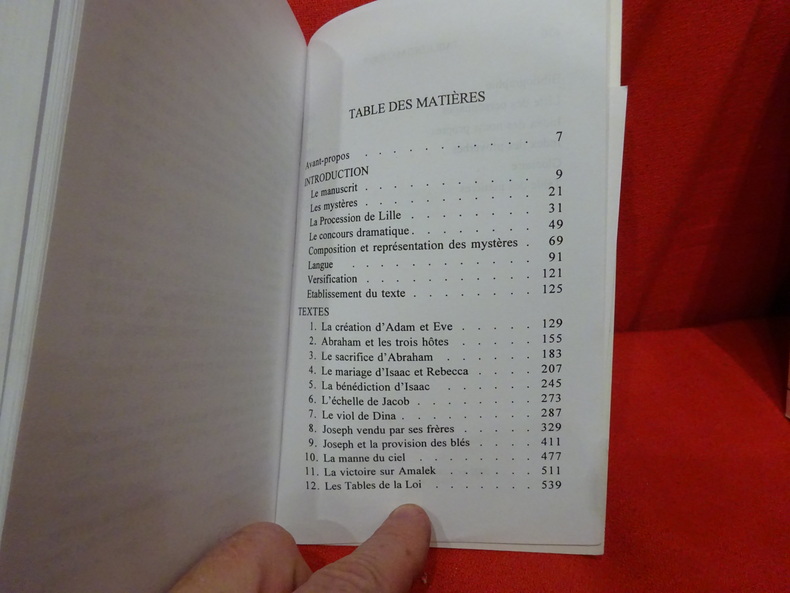 TABLE DES MATIÈRES
Avant-propos . . . . . . . . . . . 7
INTRODUCTION
Le manuscrit . . . . . . . . . . . 9
Les mystères . . . . . . . . . . . 21
La Procession de Lille . . . . . . . . 31
Le concours dramatique . . . . . . . . 49
Composition et représentation des mystères . 69
Langue . . . . . . . . . . . . 91
Versification . . . . . . . . . . . 121
Etablissement du texte . . . . . . . . 125
TEXTES
1. La création d'Adam et Eve . . . . . 129
2. Abraham et les trois hôtes . . . . . 155
3. Le sacrifice d'Abraham . . . . . . 183
4. Le mariage d'Isaac et Rebecca . . . . 207
5. La bénédiction d'Isaac . . . . . . 245
6. L'échelle de Jacob . . . . . . . . 273
7. Le viol de Dina . . . . . . . . . 287
8. Joseph vendu par ses frères . . . . . 329
9. Joseph et la provision des blés . . . . 411
10. La manne du ciel . . . . . . . . 477
11. La victoire sur Amalek . . . . . . 511
12. Les Tables de la Loi . . . . . . . 539